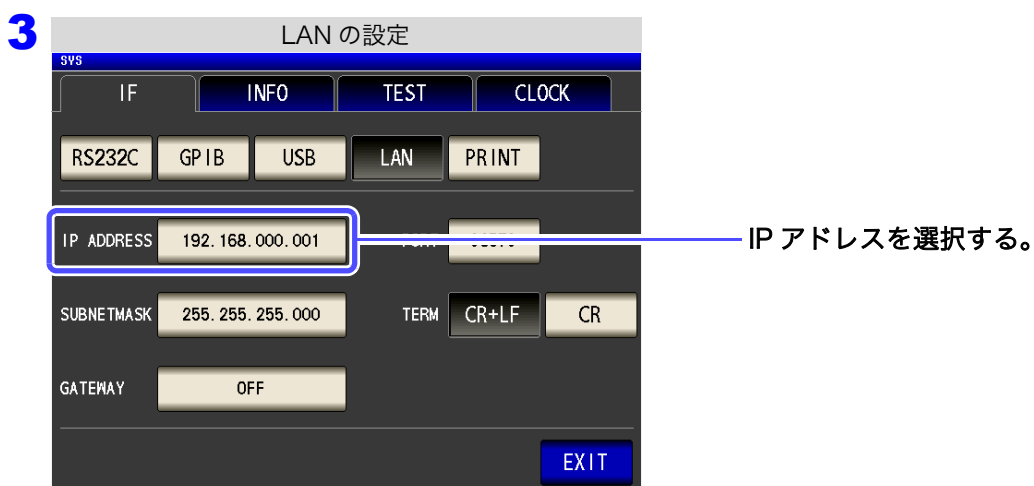 3
LAN の設定
SYS
IF INFO TEST CLOCK
RS232C GPIB USB LAN PRINT
IP ADDRESS 192.168.000.001
IP アドレスを選択する。
SUBNETMASK 255.255.255.000 TERM CR+LF CR
GATEWAY OFF
EXIT